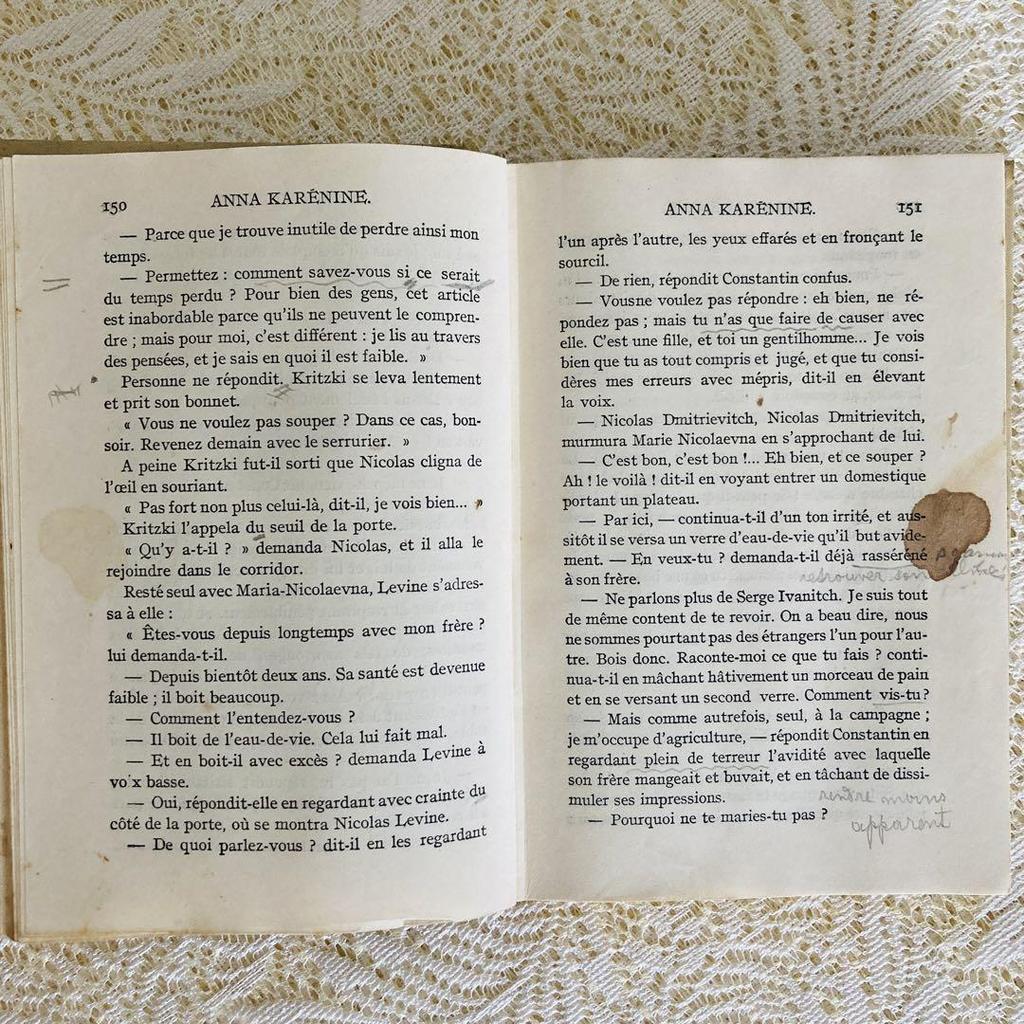 150
ANNA KARÉNINE.
— Parce que je trouve inutile de perdre ainsi mon
temps.
— Permettez : comment savez-vous si ce serait
du temps perdu ? Pour bien des gens, cet article
est inabordable parce qu'ils ne peuvent le compren-
dre ; mais pour moi, c'est différent : je lis au travers
des pensées, et je sais en quoi il est faible. »
Personne ne répondit. Kritzki se leva lentement
et prit son bonnet.
« Vous ne voulez pas souper ? Dans ce cas, bon-
soir. Revenez demain avec le serrurier. »
A peine Kritzki fut-il sorti que Nicolas cligna de
l'œil en souriant.
« Pas fort non plus celui-là, dit-il, je vois bien... »
Kritzki l'appela du seuil de la porte.
« Qu'y a-t-il ? » demanda Nicolas, et il alla le
rejoindre dans le corridor.
Resté seul avec Maria-Nicolaevna, Levine s'adres-
sa à elle :
« Êtes-vous depuis longtemps avec mon frère ?
lui demanda-t-il.
— Depuis bientôt deux ans. Sa santé est devenue
faible ; il boit beaucoup.
— Comment l'entendez-vous ?
— Il boit de l'eau-de-vie. Cela lui fait mal.
— Et en boit-il avec excès ? demanda Levine à
vo'x basse.
— Oui, répondit-elle en regardant avec crainte du
côté de la porte, où se montra Nicolas Levine.
— De quoi parlez-vous ? dit-il en les regardant
ANNA KARÉNINE.
151
l'un après l'autre, les yeux effarés et en fronçant le
sourcil.
— De rien, répondit Constantin confus.
— Vousne voulez pas répondre : eh bien, ne ré-
pondez pas ; mais tu n'as que faire de causer avec
elle. C'est une fille, et toi un gentilhomme... Je vois
bien que tu as tout compris et jugé, et que tu consi-
dères mes erreurs avec mépris, dit-il en élevant
la voix.
— Nicolas Dmitrievitch, Nicolas Dmitrievitch,
murmura Marie Nicolaevna en s'approchant de lui.
— C'est bon, c'est bon !... Eh bien, et ce souper ?
Ah ! le voilà ! dit-il en voyant entrer un domestique
portant un plateau.
— Par ici, — continua-t-il d'un ton irrité, et aus-
sitôt il se versa un verre d'eau-de-vie qu'il but avide-
ment. — En veux-tu ? demanda-t-il déjà rasséréné
à son frère.
retrouver son
— Ne parlons plus de Serge Ivanitch. Je suis tout
de même content de te revoir. On a beau dire, nous
ne sommes pourtant pas des étrangers l'un pour l'au-
tre. Bois donc. Raconte-moi ce que tu fais ? conti-
nua-t-il en mâchant hâtivement un morceau de pain
et en se versant un second verre. Comment vis-tu ?
— Mais comme autrefois, seul, à la campagne ;
je m'occupe d'agriculture, — répondit Constantin en
regardant plein de terreur l'avidité avec laquelle
son frère mangeait et buvait, et en tâchant de dissi-
muler ses impressions.
rendre moins
apparent
— Pourquoi ne te maries-tu pas ?